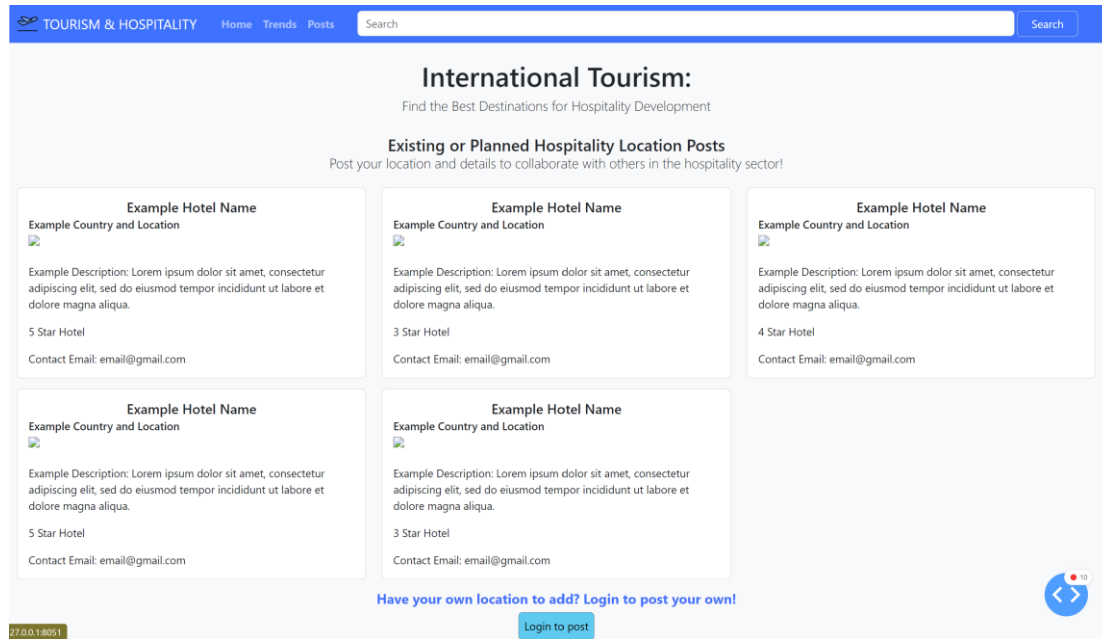 TOURISM & HOSPITALITY Home Trends Posts Search Search
International Tourism:
Find the Best Destinations for Hospitality Development
Existing or Planned Hospitality Location Posts
Post your location and details to collaborate with others in the hospitality sector!
Example Hotel Name
Example Country and Location
Example Description: Lorem ipsum dolor sit amet, consectetur
adipiscing elit, sed do eiusmod tempor incididunt ut labore et
dolore magna aliqua.
5 Star Hotel
Contact Email: email@gmail.com
Example Hotel Name
Example Country and Location
Example Description: Lorem ipsum dolor sit amet, consectetur
adipiscing elit, sed do eiusmod tempor incididunt ut labore et
dolore magna aliqua.
3 Star Hotel
Contact Email: email@gmail.com
Example Hotel Name
Example Country and Location
Example Description: Lorem ipsum dolor sit amet, consectetur
adipiscing elit, sed do eiusmod tempor incididunt ut labore et
dolore magna aliqua.
4 Star Hotel
Contact Email: email@gmail.com
Example Hotel Name
Example Country and Location
Example Description: Lorem ipsum dolor sit amet, consectetur
adipiscing elit, sed do eiusmod tempor incididunt ut labore et
dolore magna aliqua.
5 Star Hotel
Contact Email: email@gmail.com
Example Hotel Name
Example Country and Location
Example Description: Lorem ipsum dolor sit amet, consectetur
adipiscing elit, sed do eiusmod tempor incididunt ut labore et
dolore magna aliqua.
3 Star Hotel
Contact Email: email@gmail.com
10
Have your own location to add? Login to post your own!
Login to post
27.0.0.1:8051